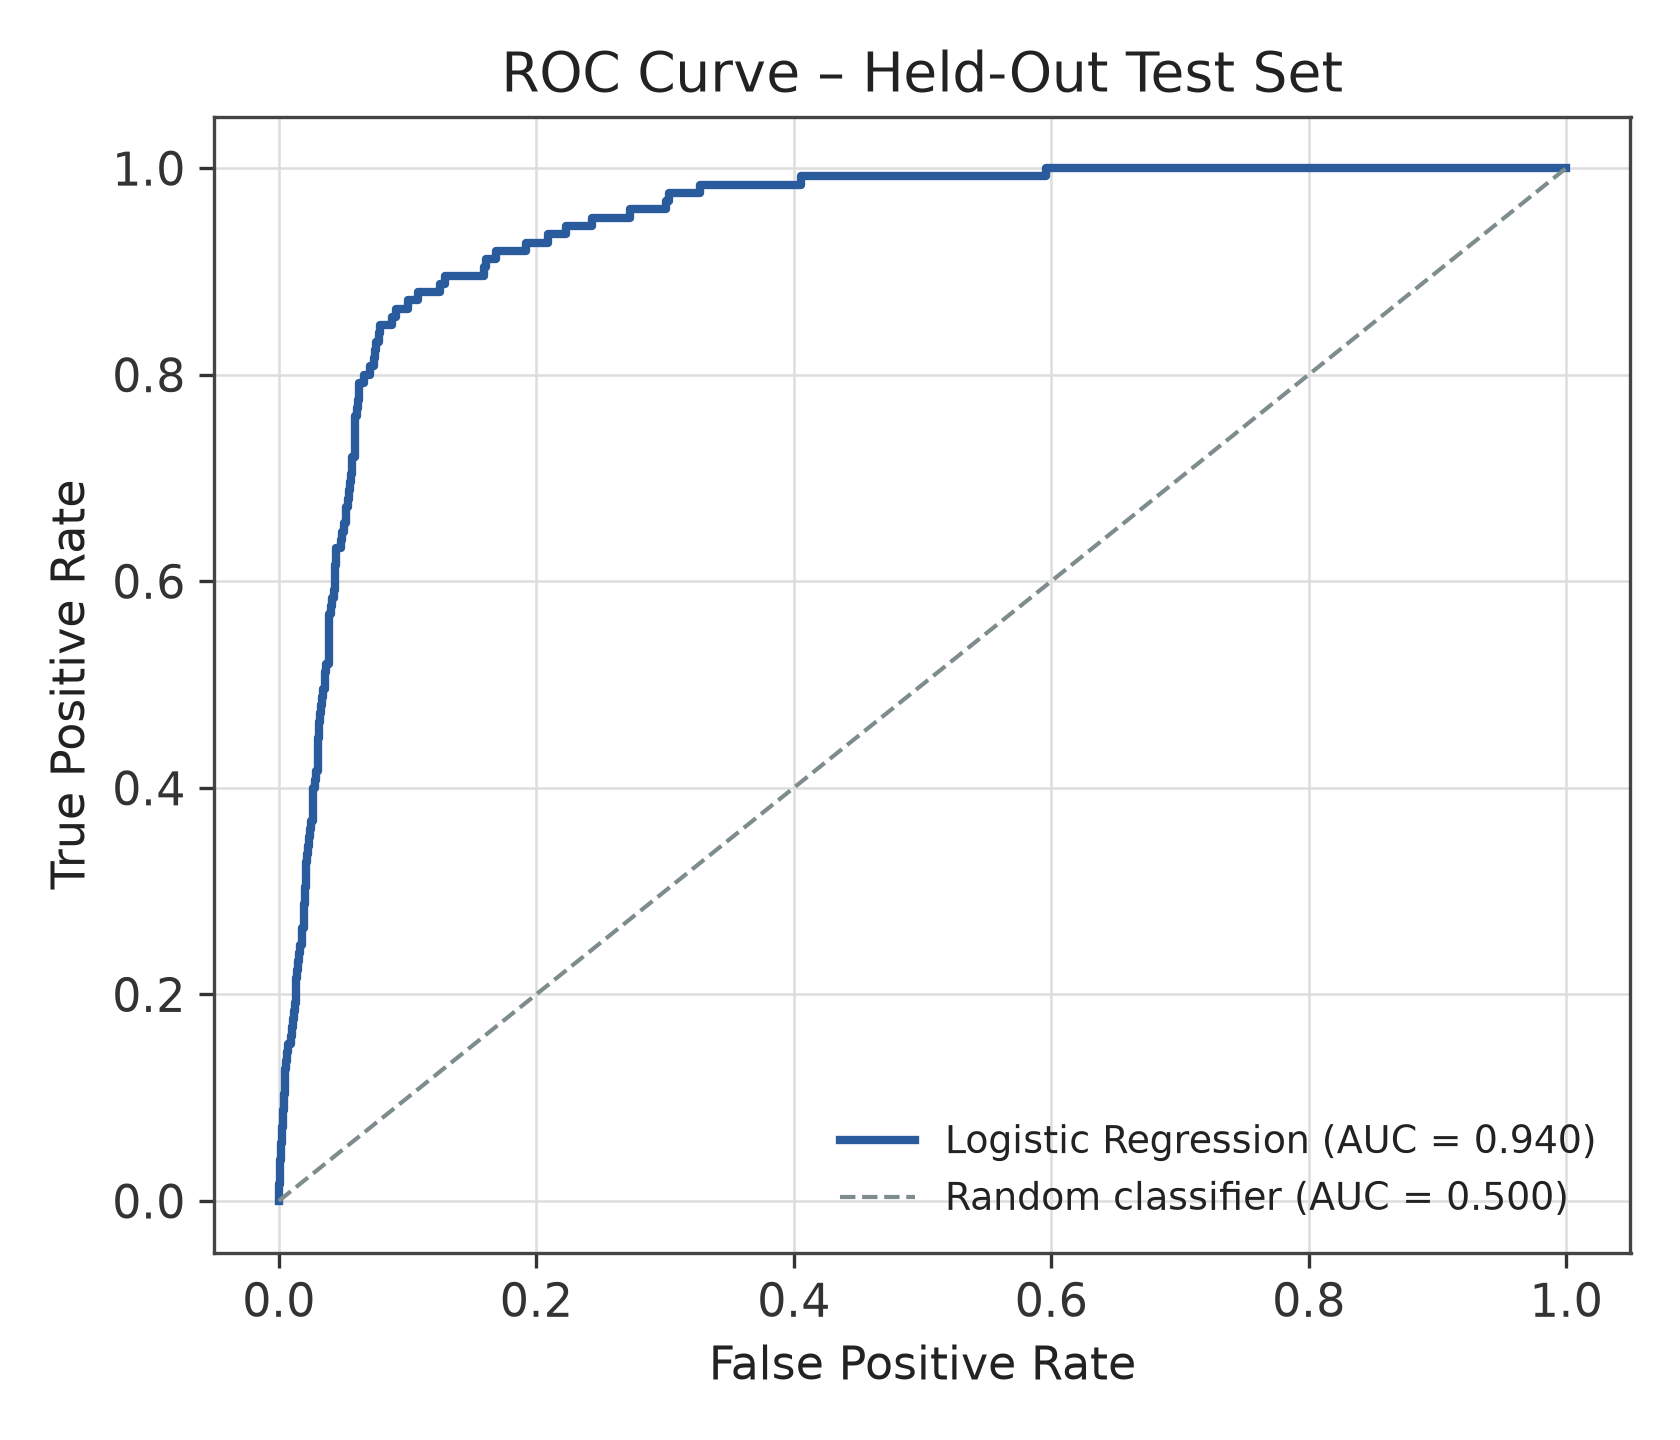 ROC Curve – Held-Out Test Set
1.0
0.8
0.6
0.4
0.2
0.0
True Positive Rate
Logistic Regression (AUC = 0.940)
Random classifier (AUC = 0.500)
0.0 0.2 0.4 0.6 0.8 1.0
False Positive Rate